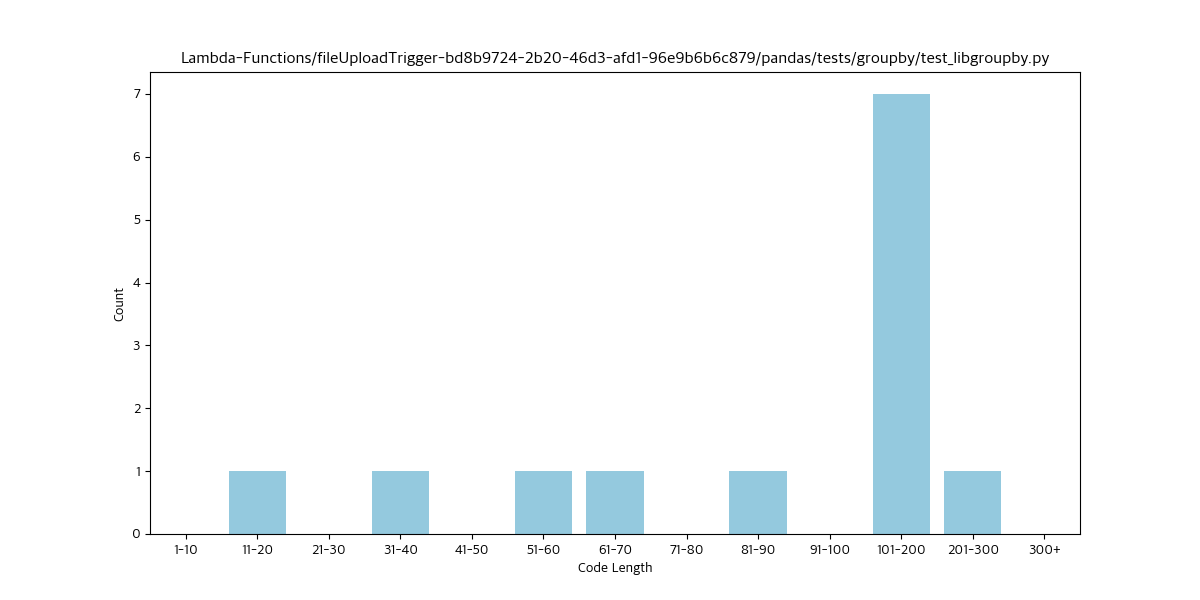 Lambda-Functions/fileUploadTrigger-bd8b9724-2b20-46d3-afd1-96e9b6b6c879/pandas/tests/groupby/test_libgroupby.py
7
6
5
4
3
2
1
0
Count
1-10 11-20 21-30 31-40 41-50 51-60 61-70 71-80 81-90 91-100 101-200 201-300 300+
Code Length